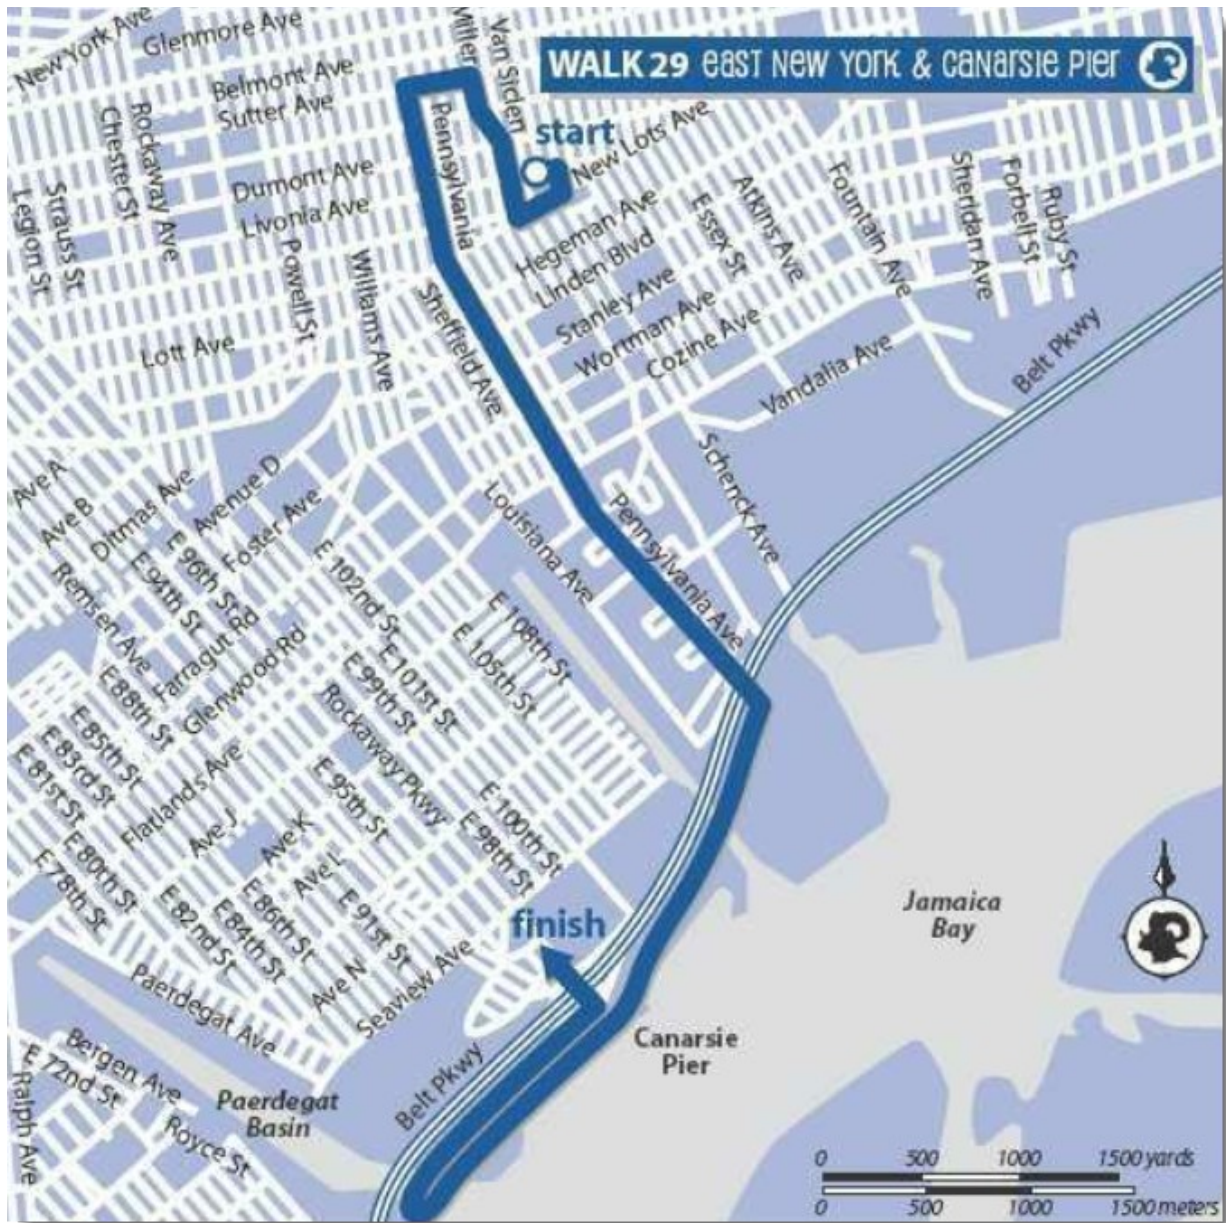 WALK 29 east New York & canarsie pier
New York Ave
Glenmore Ave
Miller
Van Siclen
Belmont Ave
Sutter Ave
Rockaway Ave
Chester St
Pennsylvania
start
New Lots Ave
Dumont Ave
Livonia Ave
Strauss St
Legion St
Powell St
Williams Ave
Hegeman Ave
Linden Blvd
Essex St
Atkins Ave
Fountain Ave
Sheridan Ave
Forbell St
Ruby St
Stanley Ave
Wortman Ave
Cozine Ave
Sheffield Ave
Lott Ave
Vandalia Ave
Belt Pkwy
Schenck Ave
Ave A
Ave B
Ditmas Ave
Avenue D
Foster Ave
Louisiana Ave
Pennsylvania Ave
E 96th St
E 94th St
Remsen Ave
Farragut Rd
Glenwood Rd
E 102nd St
E 101st St
E 99th St
E 108th St
E 105th St
E 88th St
E 85th St
E 83rd St
E 81st St
Rockaway Pkwy
Flatlands Ave
Ave J
Ave K
Ave L
E 95th St
E 100th St
E 98th St
E 80th St
E 78th St
E 82nd St
E 84th St
E 86th St
E 91st St
Ave N
Seaview Ave
finish
Jamaica
Bay
Paerdegat Ave
Canarsie
Pier
Bergen Ave
E 72nd St
Ralph Ave
Royce St
Paerdegat
Basin
Belt Pkwy
0 500 1000 1500 yards
0 500 1000 1500 meters